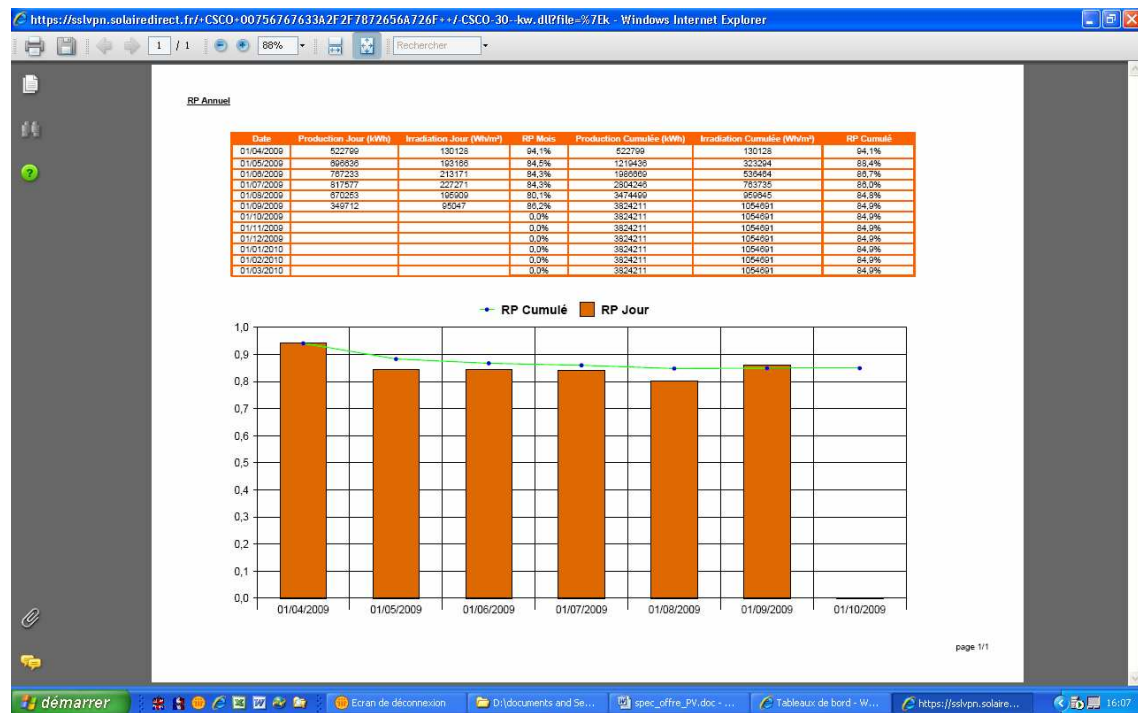 https://sslvpn.solairedirect.fr/+CSCO+00756767633A2F2F7872656A726F++/-CSCO-30--kw.dll?file=%7Ek - Windows Internet Explorer
1 / 1 88% Rechercher
RP Annuel
Date Production Jour (kWh) Irradiation Jour (Wh/m²) RP Mois Production Cumulée (kWh) Irradiation Cumulée (Wh/m²) RP Cumulé
01/04/2009 522799 130128 94,1% 522799 130128 94,1%
01/05/2009 696636 193166 84,5% 1219436 323294 88,4%
01/06/2009 767233 213171 84,3% 1986669 536464 86,7%
01/07/2009 817577 227271 84,3% 2804246 763735 86,0%
01/08/2009 670253 195909 80,1% 3474499 959645 84,8%
01/09/2009 349712 95047 86,2% 3824211 1054691 84,9%
01/10/2009 0,0% 3824211 1054691 84,9%
01/11/2009 0,0% 3824211 1054691 84,9%
01/12/2009 0,0% 3824211 1054691 84,9%
01/01/2010 0,0% 3824211 1054691 84,9%
01/02/2010 0,0% 3824211 1054691 84,9%
01/03/2010 0,0% 3824211 1054691 84,9%
RP Cumulé RP Jour
1,0
0,9
0,8
0,7
0,6
0,5
0,4
0,3
0,2
0,1
0,0
01/04/2009 01/05/2009 01/06/2009 01/07/2009 01/08/2009 01/09/2009 01/10/2009
page 1/1
démarrer Ecran de déconnexion D:\documents and Se... spec_offre_PV.doc - ... Tableaux de bord - W... https://sslvpn.solaire... 16:07